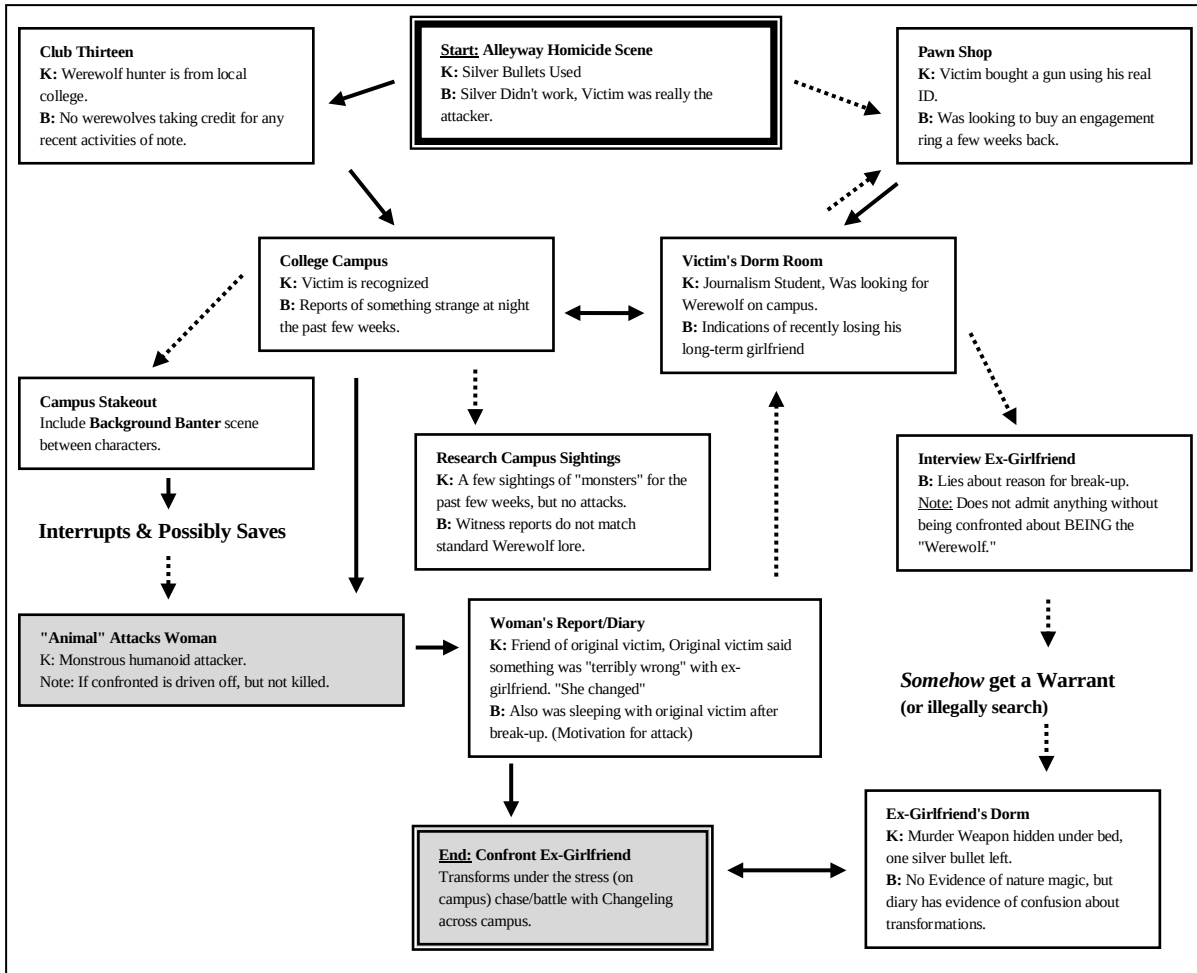 Club Thirteen
K: Werewolf hunter is from local
college.
B: No werewolves taking credit for any
recent activities of note.
Start: Alleyway Homicide Scene
K: Silver Bullets Used
B: Silver Didn't work, Victim was really the
attacker.
Pawn Shop
K: Victim bought a gun using his real
ID.
B: Was looking to buy an engagement
ring a few weeks back.
College Campus
K: Victim is recognized
B: Reports of something strange at night
the past few weeks.
Victim's Dorm Room
K: Journalism Student, Was looking for
Werewolf on campus.
B: Indications of recently losing his
long-term girlfriend
Campus Stakeout
Include Background Banter scene
between characters.
Research Campus Sightings
K: A few sightings of "monsters" for the
past few weeks, but no attacks.
B: Witness reports do not match
standard Werewolf lore.
Interview Ex-Girlfriend
B: Lies about reason for break-up.
Note: Does not admit anything without
being confronted about BEING the
"Werewolf."
Interrupts & Possibly Saves
"Animal" Attacks Woman
K: Monstrous humanoid attacker.
Note: If confronted is driven off, but not killed.
Woman's Report/Diary
K: Friend of original victim, Original victim said
something was "terribly wrong" with ex-
girlfriend. "She changed"
B: Also was sleeping with original victim after
break-up. (Motivation for attack)
Somehow get a Warrant
(or illegally search)
End: Confront Ex-Girlfriend
Transforms under the stress (on
campus) chase/battle with Changeling
across campus.
Ex-Girlfriend's Dorm
K: Murder Weapon hidden under bed,
one silver bullet left.
B: No Evidence of nature magic, but
diary has evidence of confusion about
transformations.